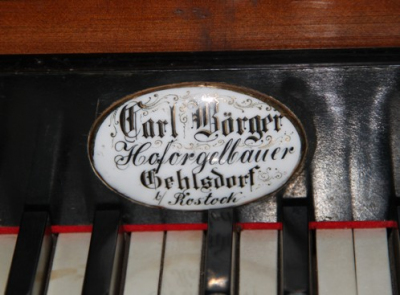 Carl Börger
Hoforgelbauer
Gehlsdorf
b/ Rostock